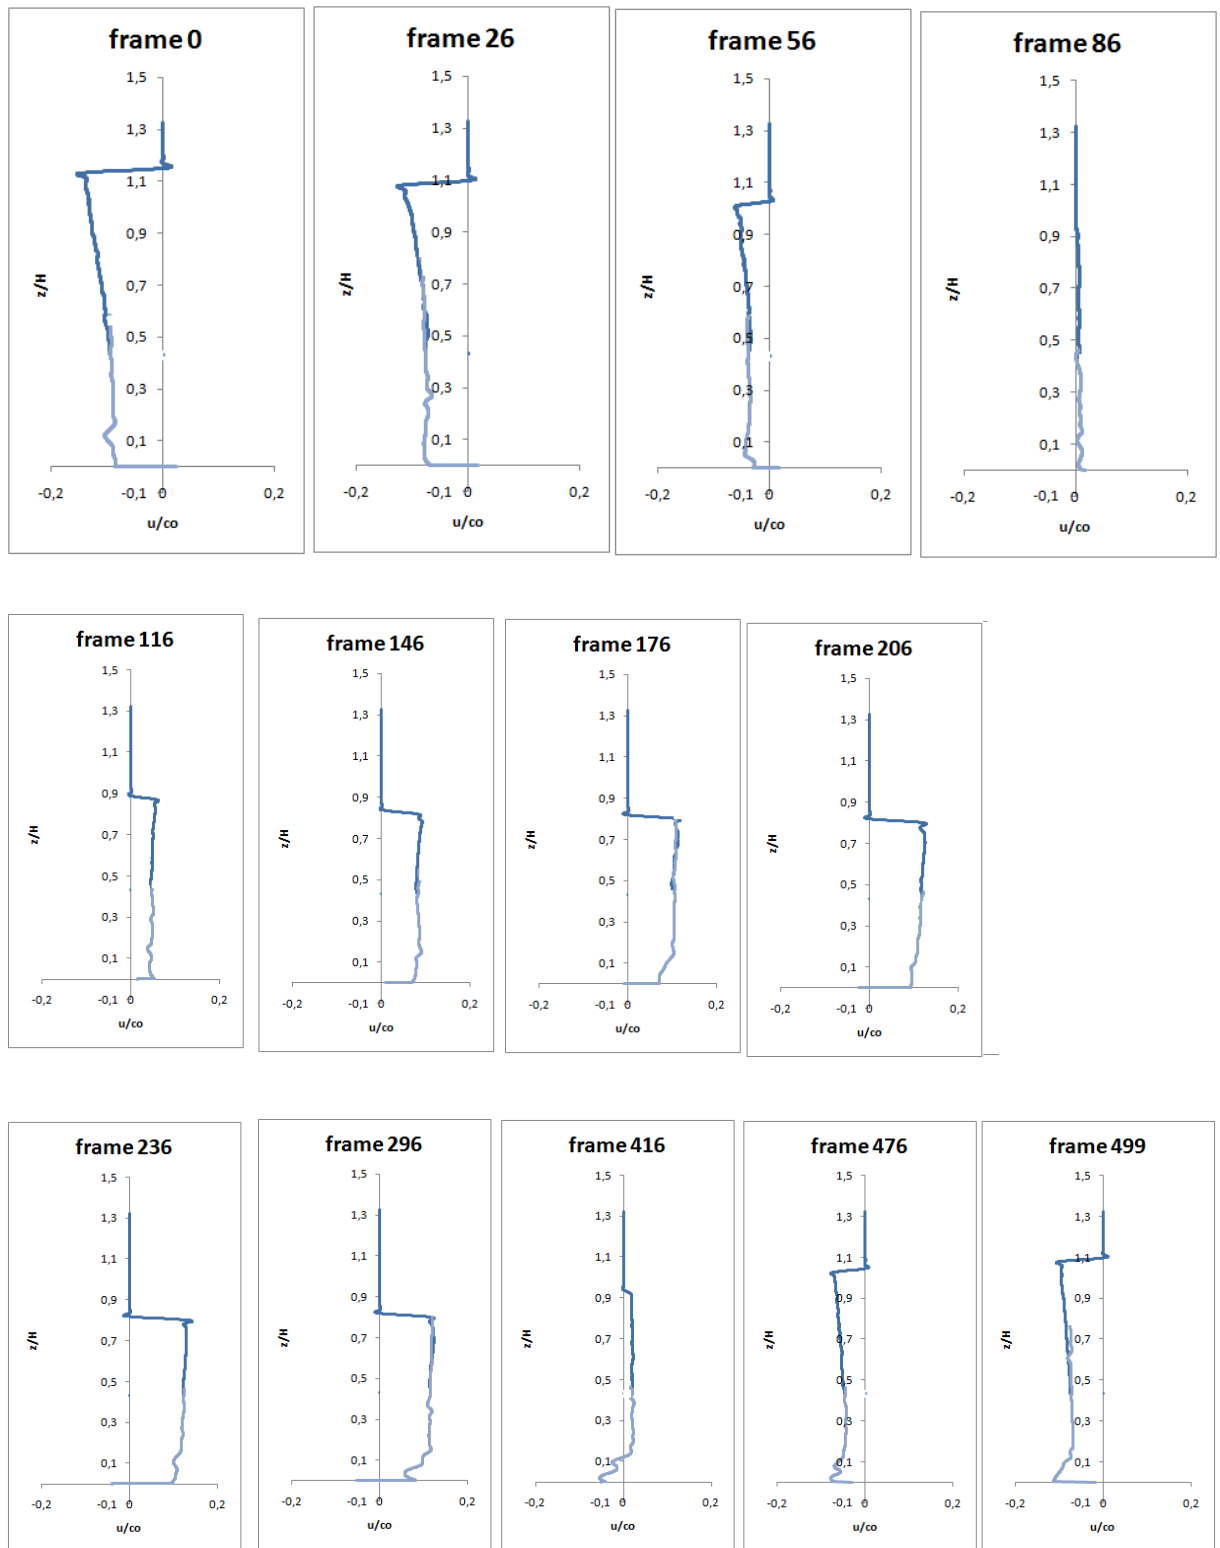 frame 0
1,5
1,3
1,1
0,9
0,7
0,5
0,3
0,1
z/H
-0,2 -0,1 0 0,2
u/co
frame 26
1,5
1,3
1,1
0,9
0,7
0,5
0,3
0,1
z/H
-0,2 -0,1 0 0,2
u/co
frame 56
1,5
1,3
1,1
0,9
0,7
0,5
0,3
0,1
z/H
-0,2 -0,1 0 0,2
u/co
frame 86
1,5
1,3
1,1
0,9
0,7
0,5
0,3
0,1
z/H
-0,2 -0,1 0 0,2
u/co
frame 116
1,5
1,3
1,1
0,9
0,7
0,5
0,3
0,1
z/H
-0,2 -0,1 0 0,2
u/co
frame 146
1,5
1,3
1,1
0,9
0,7
0,5
0,3
0,1
z/H
-0,2 -0,1 0 0,2
u/co
frame 176
1,5
1,3
1,1
0,9
0,7
0,5
0,3
0,1
z/H
-0,2 -0,1 0 0,2
u/co
frame 206
1,5
1,3
1,1
0,9
0,7
0,5
0,3
0,1
z/H
-0,2 -0,1 0 0,2
u/co
frame 236
1,5
1,3
1,1
0,9
0,7
0,5
0,3
0,1
z/H
-0,2 -0,1 0 0,2
u/co
frame 296
1,5
1,3
1,1
0,9
0,7
0,5
0,3
0,1
z/H
-0,2 -0,1 0 0,2
u/co
frame 416
1,5
1,3
1,1
0,9
0,7
0,5
0,3
0,1
z/H
-0,2 -0,1 0 0,2
u/co
frame 476
1,5
1,3
1,1
0,9
0,7
0,5
0,3
0,1
z/H
-0,2 -0,1 0 0,2
u/co
frame 499
1,5
1,3
1,1
0,9
0,7
0,5
0,3
0,1
z/H
-0,2 -0,1 0 0,2
u/co